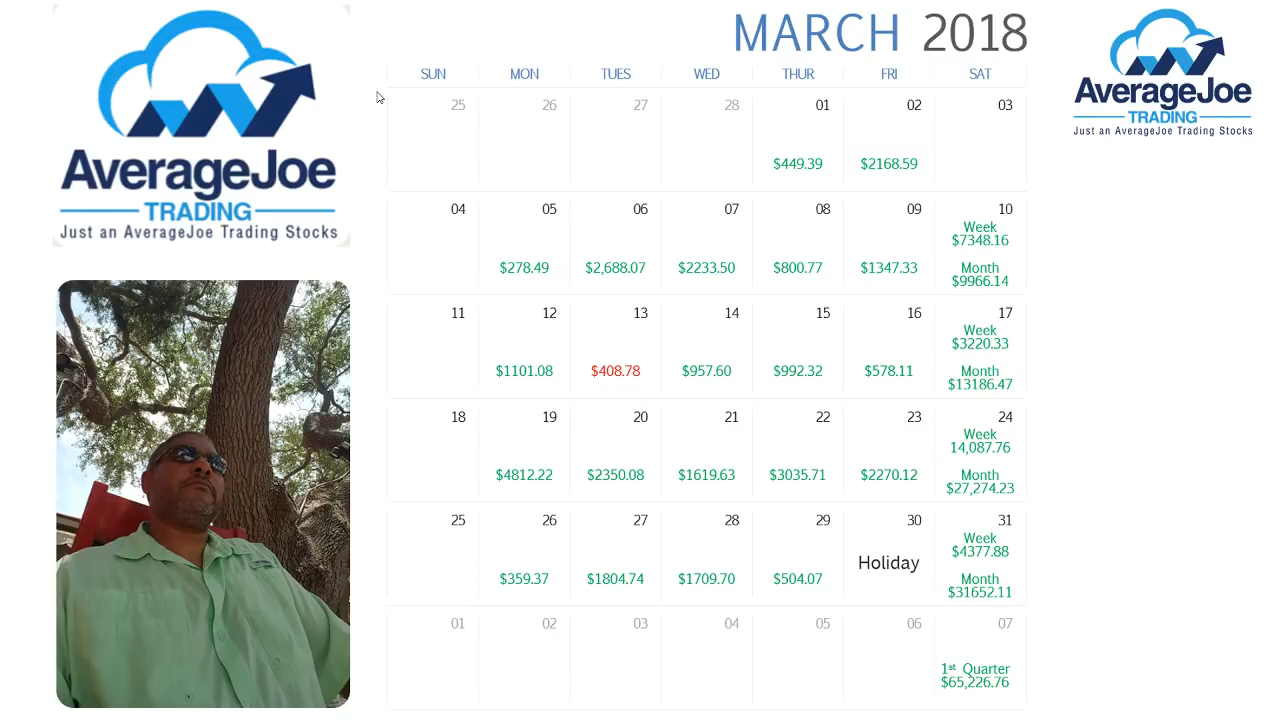 AverageJoe
TRADING
Just an AverageJoe Trading Stocks
MARCH 2018
AverageJoe
TRADING
Just an AverageJoe Trading Stocks
SUN MON TUES WED THUR FRI SAT
25 26 27 28 01 02 03
$449.39 $2168.59
04 05 06 07 08 09 10
Week
$7348.16
$278.49 $2,688.07 $2233.50 $800.77 $1347.33 Month
$9966.14
11 12 13 14 15 16 17
Week
$3220.33
$1101.08 $408.78 $957.60 $992.32 $578.11 Month
$13186.47
18 19 20 21 22 23 24
Week
14,087.76
$4812.22 $2350.08 $1619.63 $3035.71 $2270.12 Month
$27,274.23
25 26 27 28 29 30 31
Week
$4377.88
Holiday
$359.37 $1804.74 $1709.70 $504.07 Month
$31652.11
01 02 03 04 05 06 07
1st Quarter
$65,226.76